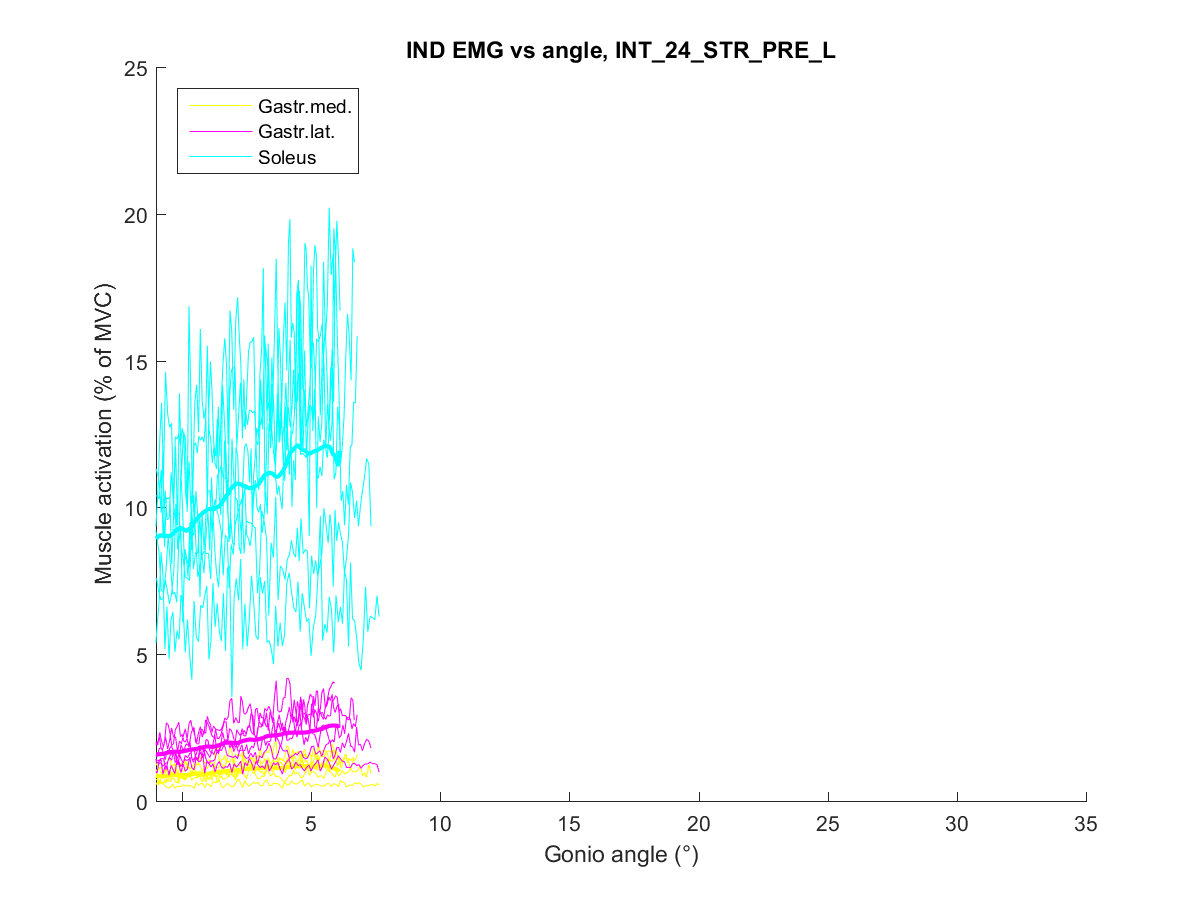 IND EMG vs angle, INT_24_STR_PRE_L
25
20
15
10
5
0
Muscle activation (% of MVC)
Gastr.med.
Gastr.lat.
Soleus
0 5 10 15 20 25 30 35
Gonio angle (°)